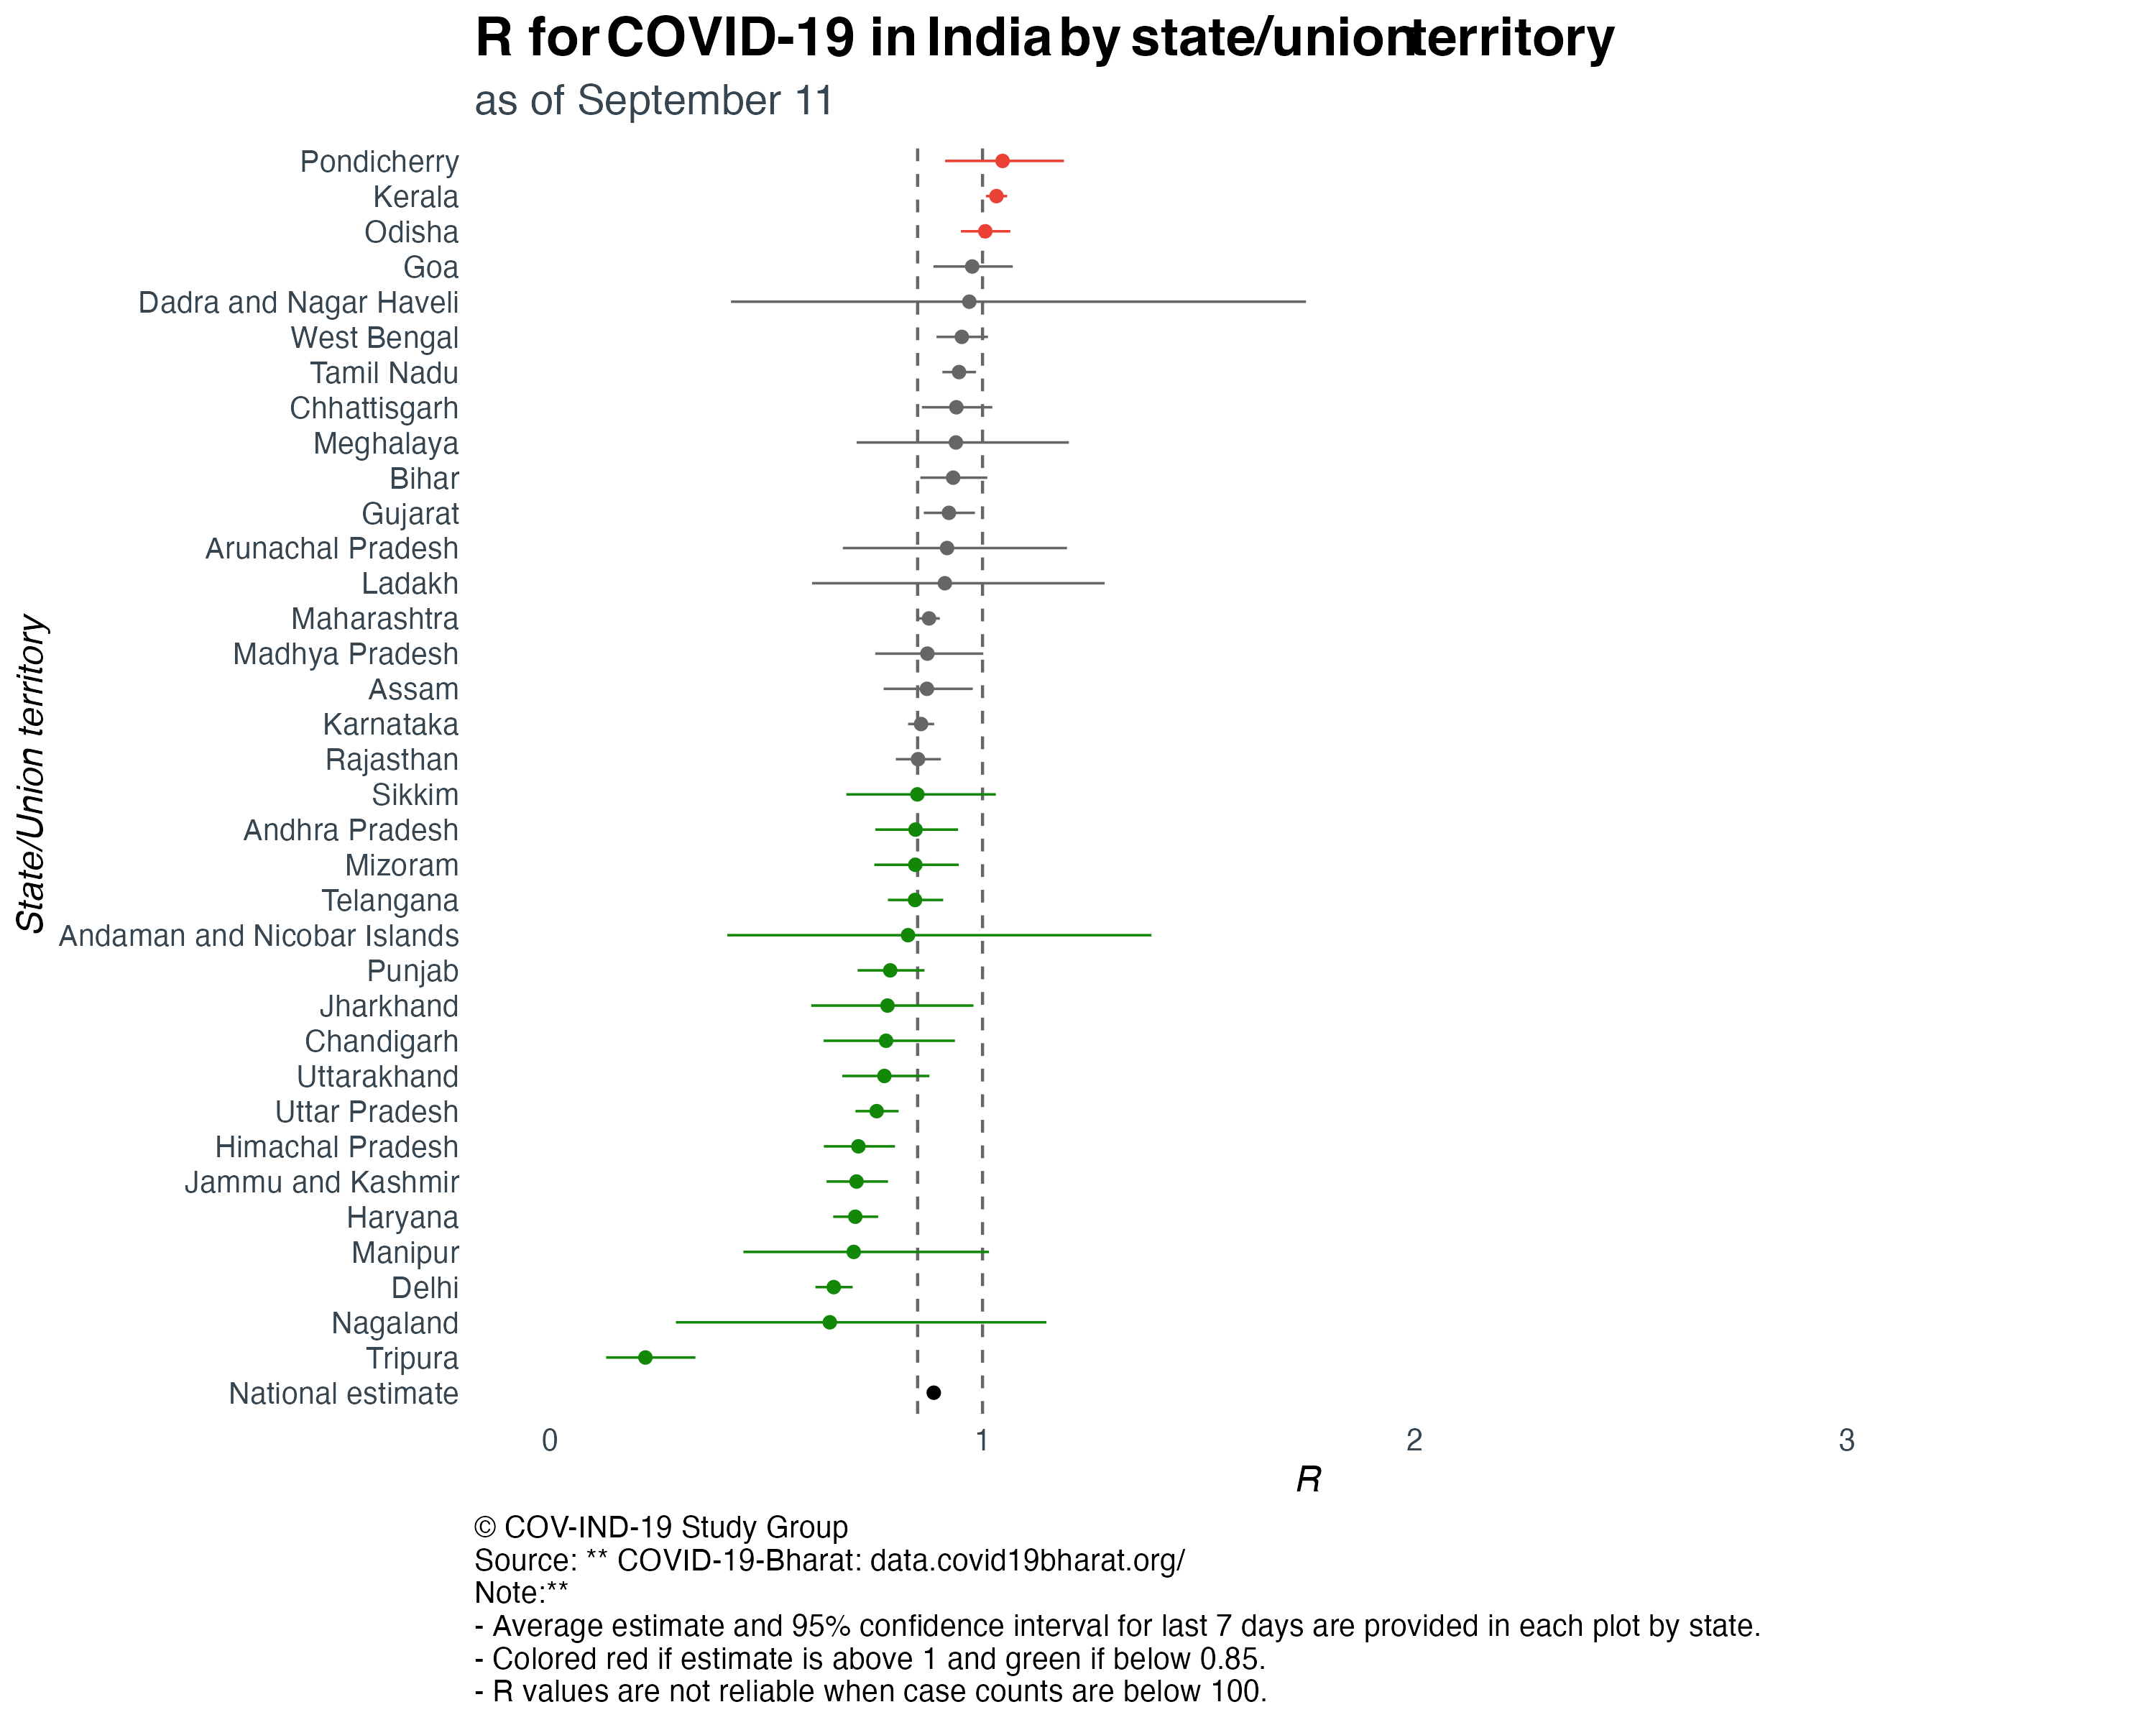 R for COVID-19 in India by state/union territory
as of September 11
Pondicherry
Kerala
Odisha
Goa
Dadra and Nagar Haveli
West Bengal
Tamil Nadu
Chhattisgarh
Meghalaya
Bihar
Gujarat
Arunachal Pradesh
Ladakh
Maharashtra
Madhya Pradesh
Assam
Karnataka
Rajasthan
Sikkim
Andhra Pradesh
Mizoram
Telangana
Andaman and Nicobar Islands
Punjab
Jharkhand
Chandigarh
Uttarakhand
Uttar Pradesh
Himachal Pradesh
Jammu and Kashmir
Haryana
Manipur
Delhi
Nagaland
Tripura
National estimate
State/Union territory
0 1 2 3
R
© COV-IND-19 Study Group
Source: ** COVID-19-Bharat: data.covid19bharat.org/
Note:**
- Average estimate and 95% confidence interval for last 7 days are provided in each plot by state.
- Colored red if estimate is above 1 and green if below 0.85.
- R values are not reliable when case counts are below 100.